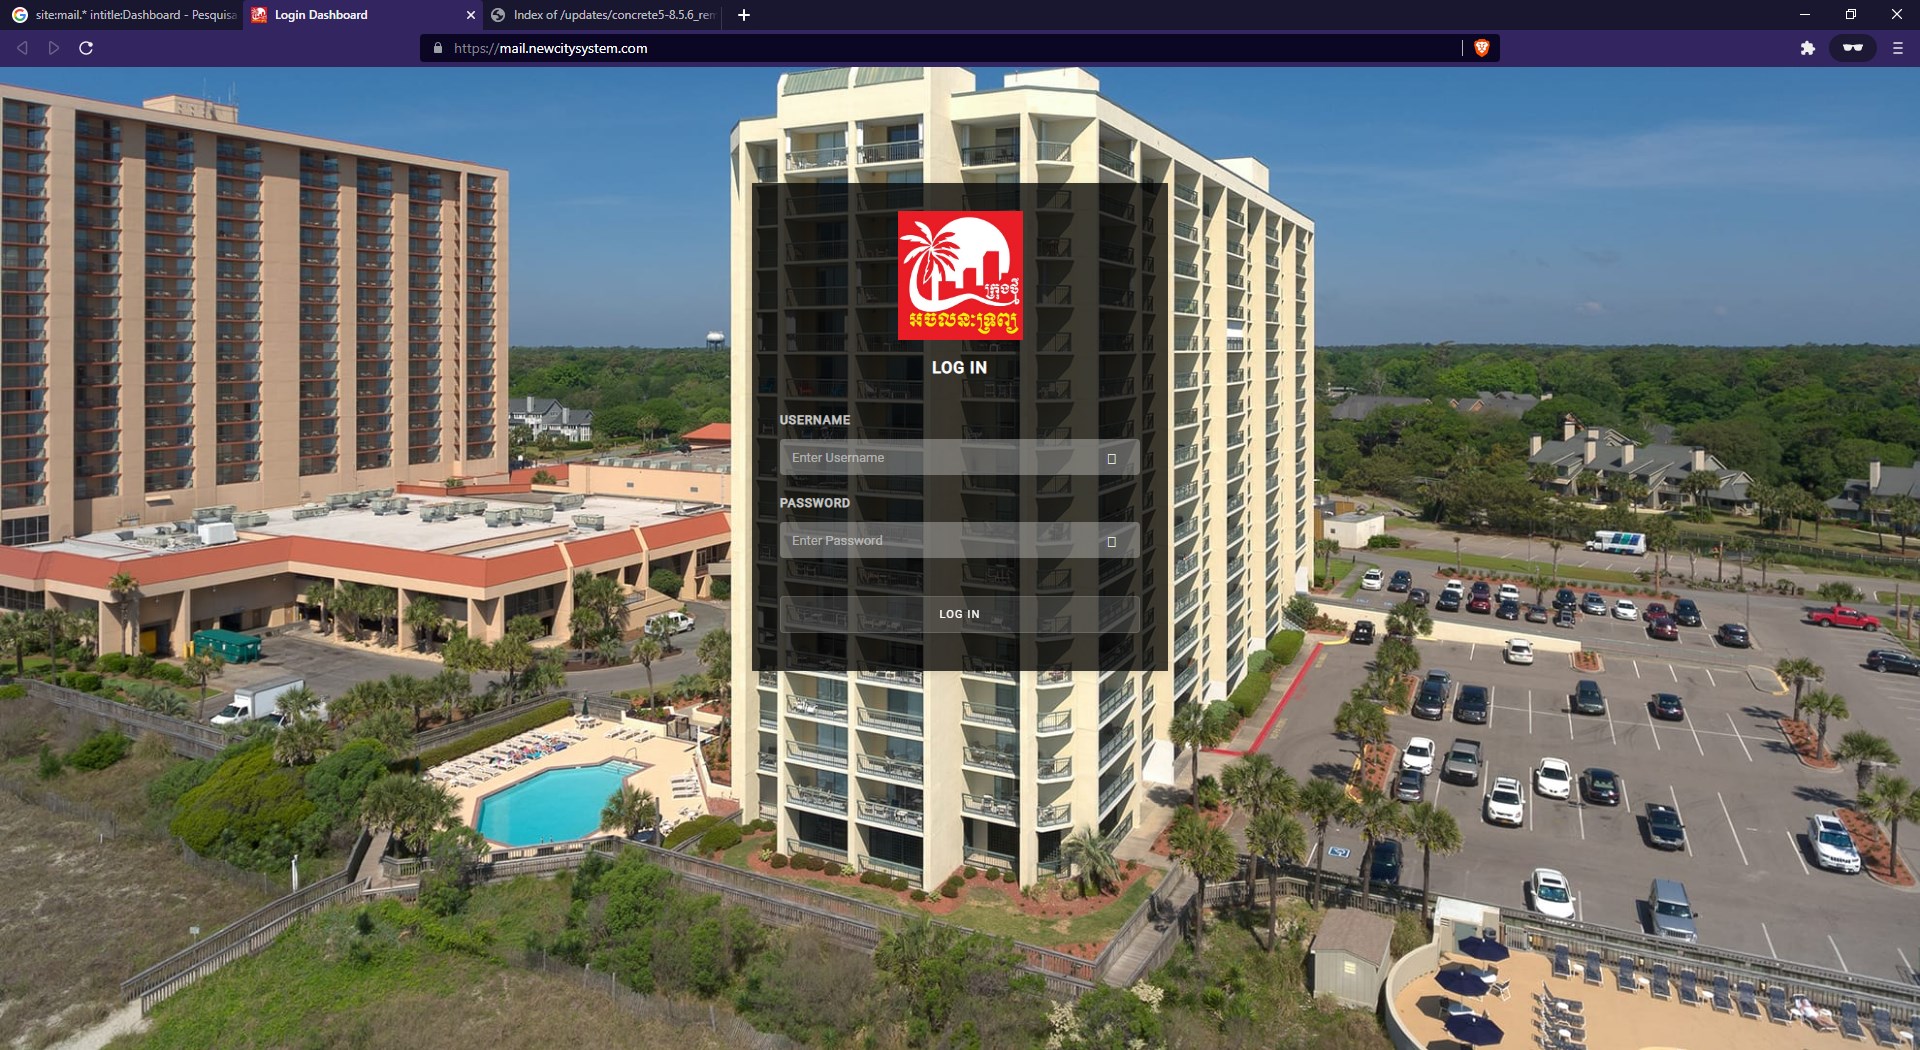 site:mail.* intitle:Dashboard - Pesquisa
Login Dashboard
Index of /updates/concrete5-8.5.6_rem
https://mail.newcitysystem.com
ក្រុងថ្មី
អចលនៈទ្រព្យ
LOG IN
USERNAME
Enter Username
PASSWORD
Enter Password
LOG IN